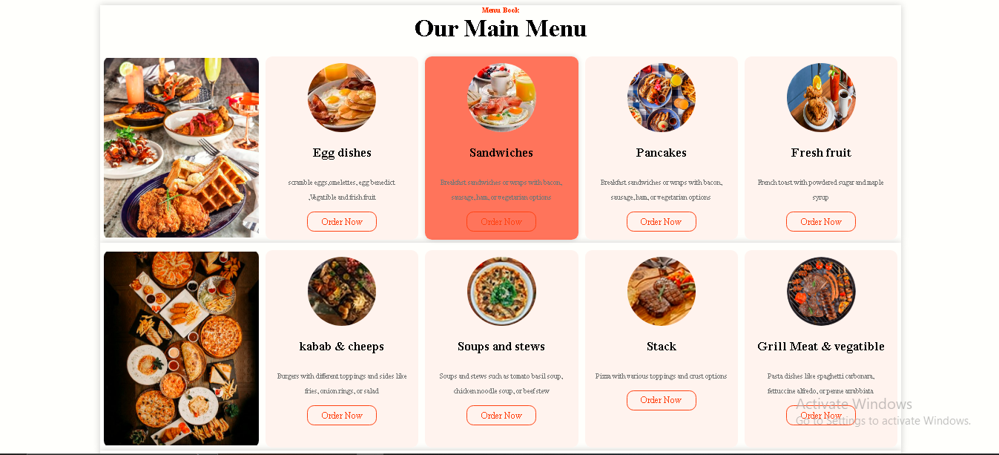 Menu Book
Our Main Menu
Egg dishes
scramble eggs,omelettes, egg benedict
,Vegatible and frish fruit
Order Now
Sandwiches
Breakfast sandwiches or wraps with bacon,
sausage, ham, or vegetarian options
Order Now
Pancakes
Breakfast sandwiches or wraps with bacon,
sausage, ham, or vegetarian options
Order Now
Fresh fruit
French toast with powdered sugar and maple
syrup
Order Now
kabab & cheeps
Burgers with different toppings and sides like
fries, onion rings, or salad
Order Now
Soups and stews
Soups and stews such as tomato basil soup,
chicken noodle soup, or beef stew
Order Now
Stack
Pizza with various toppings and crust options
Order Now
Grill Meat & vegatible
Pasta dishes like spaghetti carbonara,
fettuccine alfredo, or penne arrabbiata
Order Now
Activate Windows
Go to Settings to activate Windows.